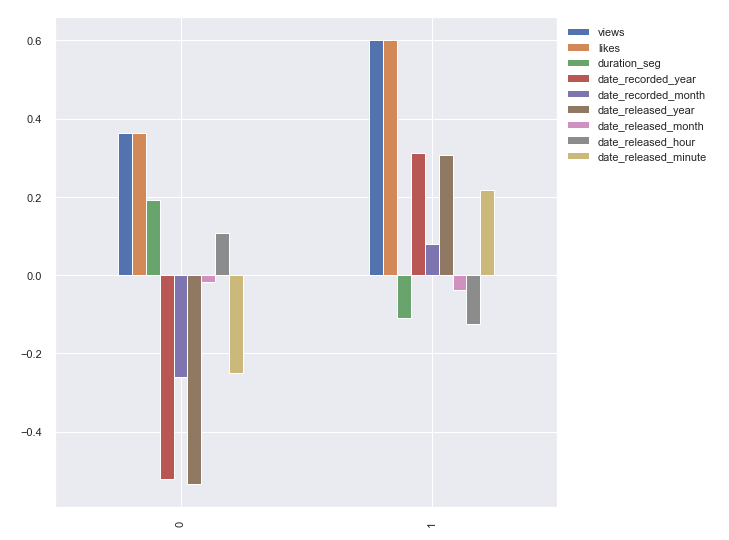 0.6
0.4
0.2
0.0
−0.2
−0.4
0
1
views
likes
duration_seg
date_recorded_year
date_recorded_month
date_released_year
date_released_month
date_released_hour
date_released_minute